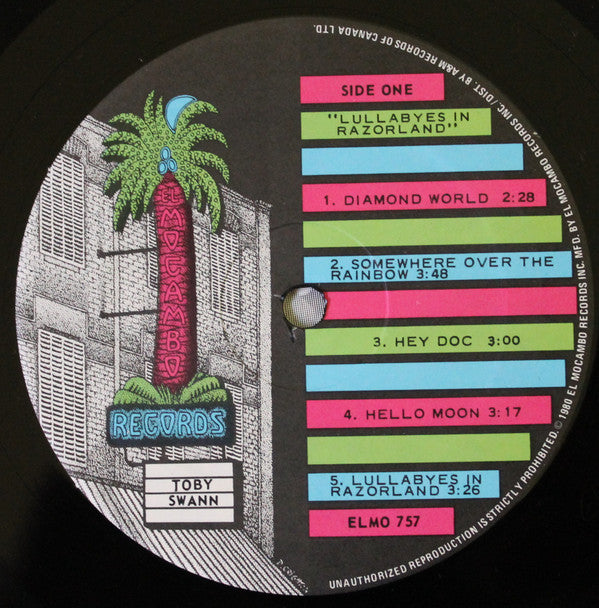 SIDE ONE
"LULLABYES IN
RAZORLAND"
1. DIAMOND WORLD 2:28
2. SOMEWHERE OVER THE
RAINBOW 3:48
3. HEY DOC 3:00
4. HELLO MOON 3:17
5. LULLABYES IN
RAZORLAND 3:26
ELMO 757
EL MOCAMBO
RECORDS
TOBY
SWANN
UNAUTHORIZED REPRODUCTION IS STRICTLY PROHIBITED. © 1980 EL MOCAMBO RECORDS INC. MFD. BY EL MOCAMBO RECORDS INC. / DIST. BY A&M RECORDS OF CANADA LTD.